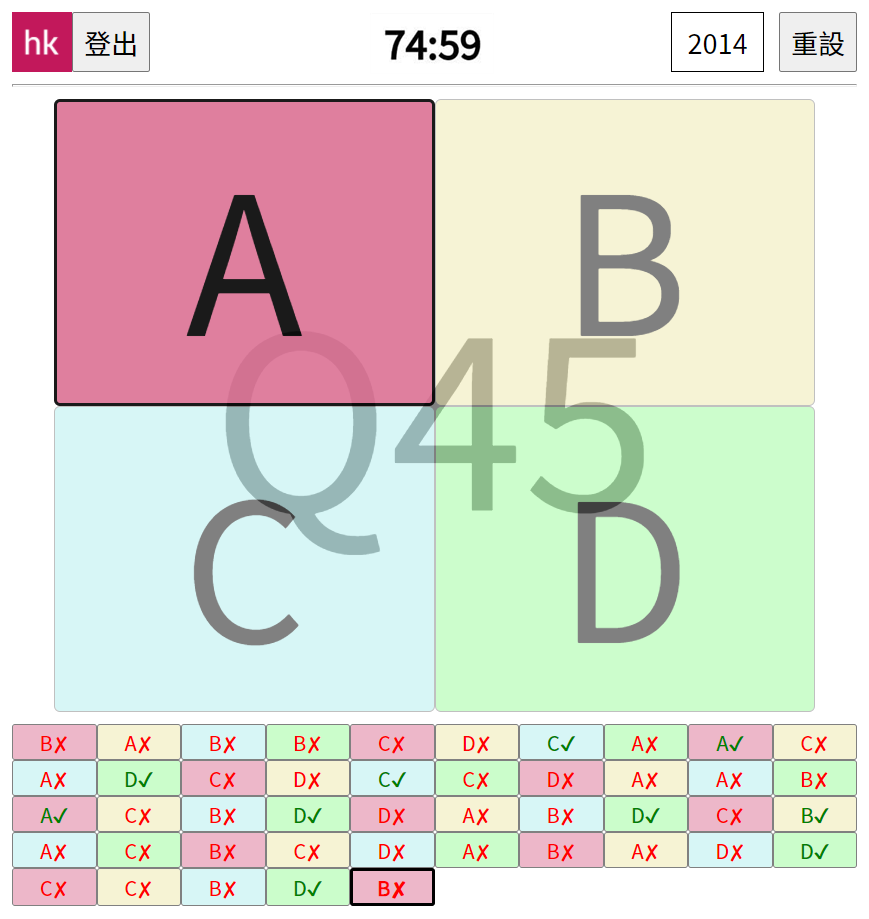 hk 登出 74:59 2014 重設
A B
Q45
C D
B✗ A✗ B✗ B✗ C✗ D✗ C✓ A✗ A✓ C✗
A✗ D✓ C✗ D✗ C✓ C✗ D✗ A✗ A✗ B✗
A✓ C✗ B✗ D✓ D✗ A✗ B✗ D✓ C✗ B✓
A✗ C✗ B✗ C✗ D✗ A✗ B✗ A✗ D✗ D✓
C✗ C✗ B✗ D✓ B✗